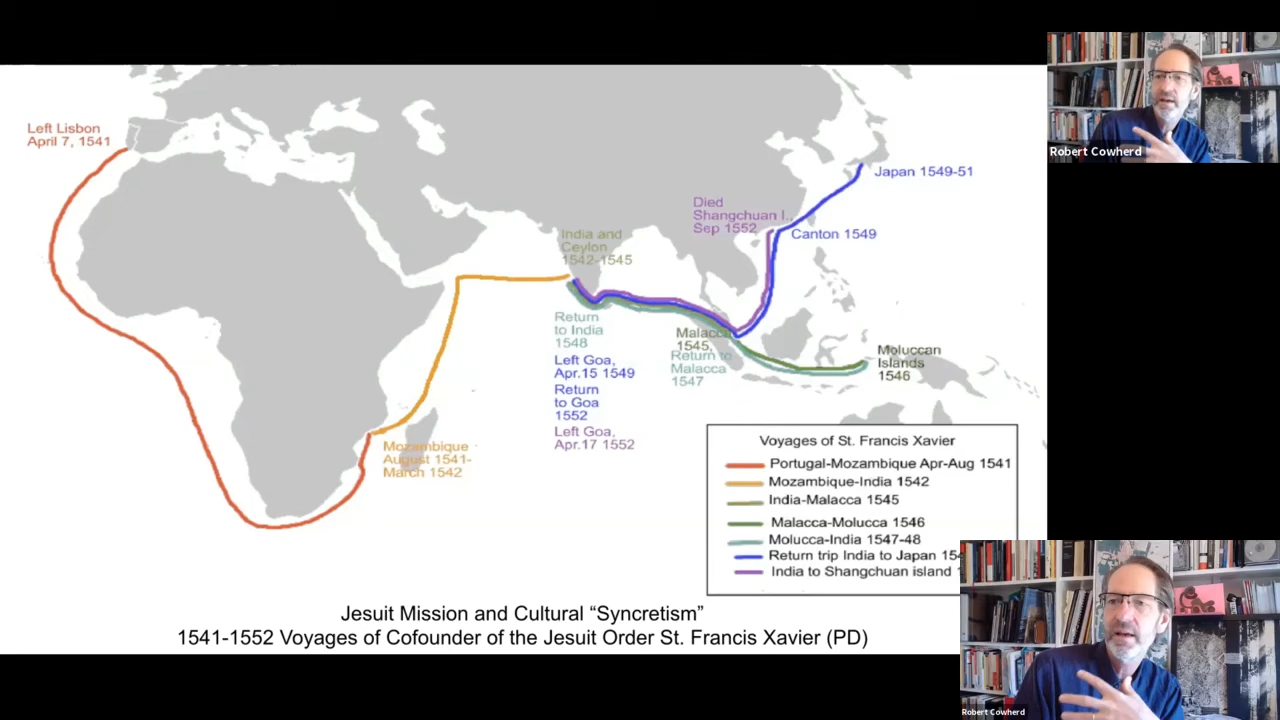 Left Lisbon
April 7, 1541
Japan 1549-51
Died
Shangchuan I.,
Sep 1552
Canton 1549
India and
Ceylon
1542-1545
Return
to India
1548
Left Goa,
Apr.15 1549
Return
to Goa
1552
Left Goa,
Apr.17 1552
Malacca
1545,
Return to
Malacca
1547
Moluccan
Islands
1546
Mozambique
August 1541-
March 1542
Voyages of St. Francis Xavier
Portugal-Mozambique Apr-Aug 1541
Mozambique-India 1542
India-Malacca 1545
Malacca-Molucca 1546
Molucca-India 1547-48
Return trip India to Japan
India to Shangchuan island
Jesuit Mission and Cultural “Syncretism”
1541-1552 Voyages of Cofounder of the Jesuit Order St. Francis Xavier (PD)
Robert Cowherd
Robert Cowherd